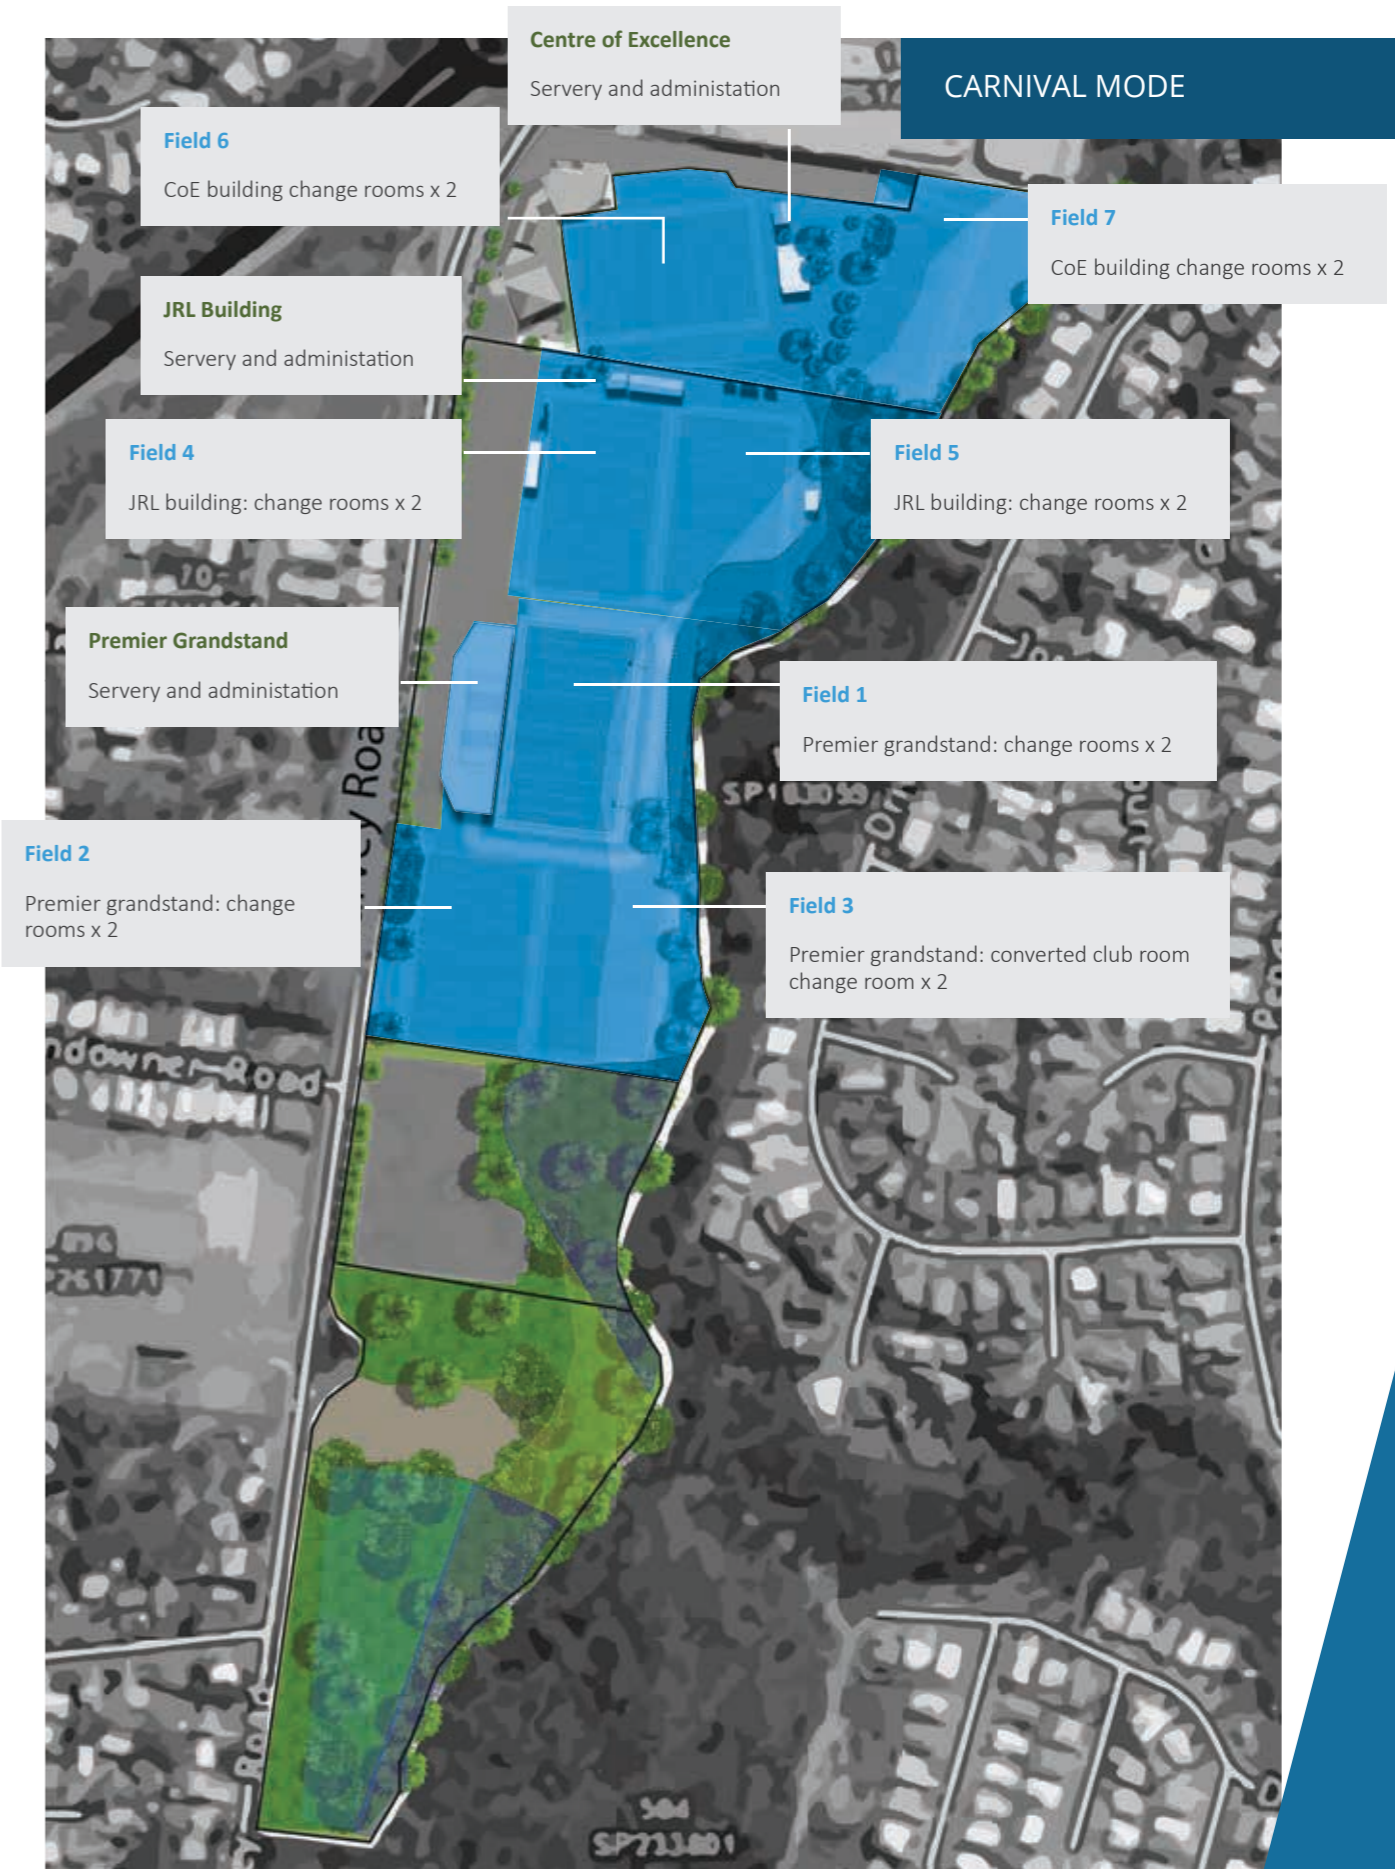 Centre of Excellence
Servery and administation
CARNIVAL MODE
Field 6
CoE building change rooms x 2
Field 7
CoE building change rooms x 2
JRL Building
Servery and administation
Field 4
JRL building: change rooms x 2
Field 5
JRL building: change rooms x 2
Premier Grandstand
Servery and administation
Field 1
Premier grandstand: change rooms x 2
Field 2
Premier grandstand: change
rooms x 2
Field 3
Premier grandstand: converted club room
change room x 2
SP233801